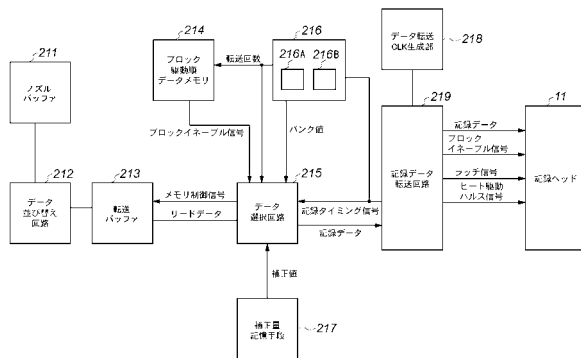 211
ノズル
バッファ
214
ブロック
駆動順
データメモリ
転送回数
216
216A
216B
データ転送
CLK生成部
218
ブロックイネーブル信号
バンク値
219
11
記録データ
転送回路
記録データ
ブロック
イネーブル信号
ラッチ信号
ヒート駆動
パルス信号
記録ヘッド
212
データ
並び替え
回路
213
転送
バッファ
メモリ制御信号
リードデータ
215
データ
選択回路
記録タイミング信号
記録データ
補正値
補正量
記憶手段
217